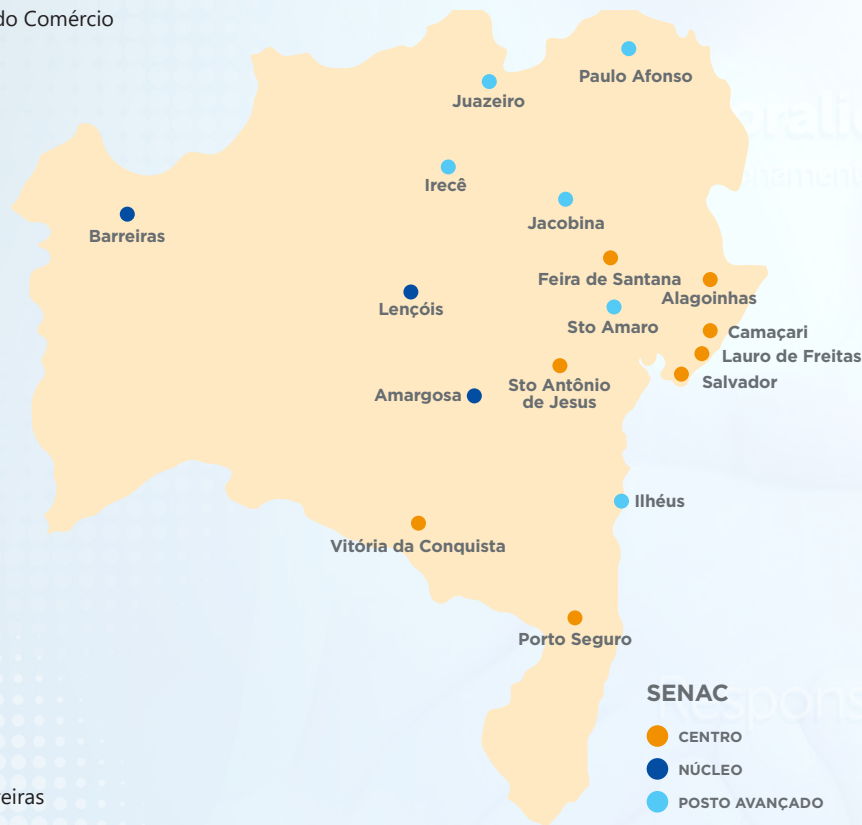 do Comércio
Paulo Afonso
Juazeiro
Irecê
Jacobina
Barreiras
Feira de Santana
Alagoinhas
Lençóis
Sto Amaro
Camaçari
Lauro de Freitas
Salvador
Sto Antônio
de Jesus
Amargosa
Ilhéus
Vitória da Conquista
Porto Seguro
SENAC
CENTRO
NÚCLEO
POSTO AVANÇADO
Respons
eiras